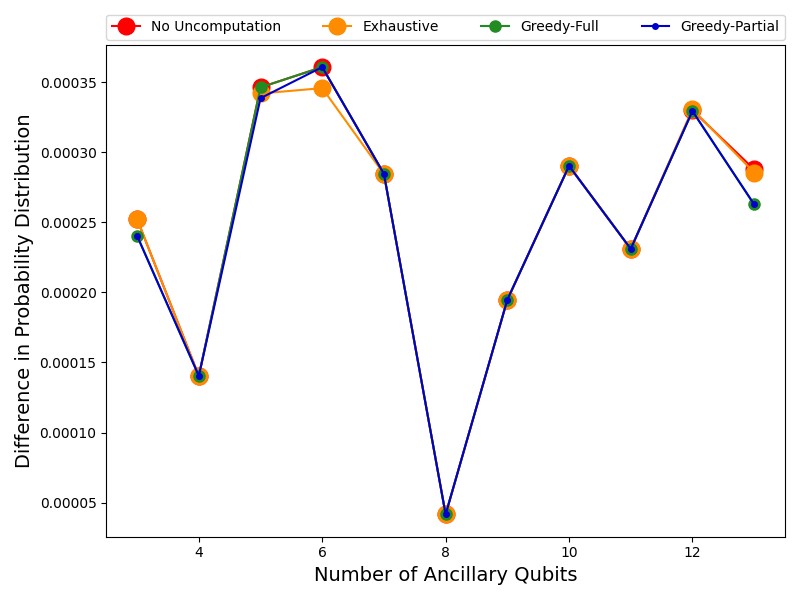 No Uncomputation Exhaustive Greedy-Full Greedy-Partial
0.00035
0.00030
0.00025
0.00020
0.00015
0.00010
0.00005
Difference in Probability Distribution
4 6 8 10 12
Number of Ancillary Qubits